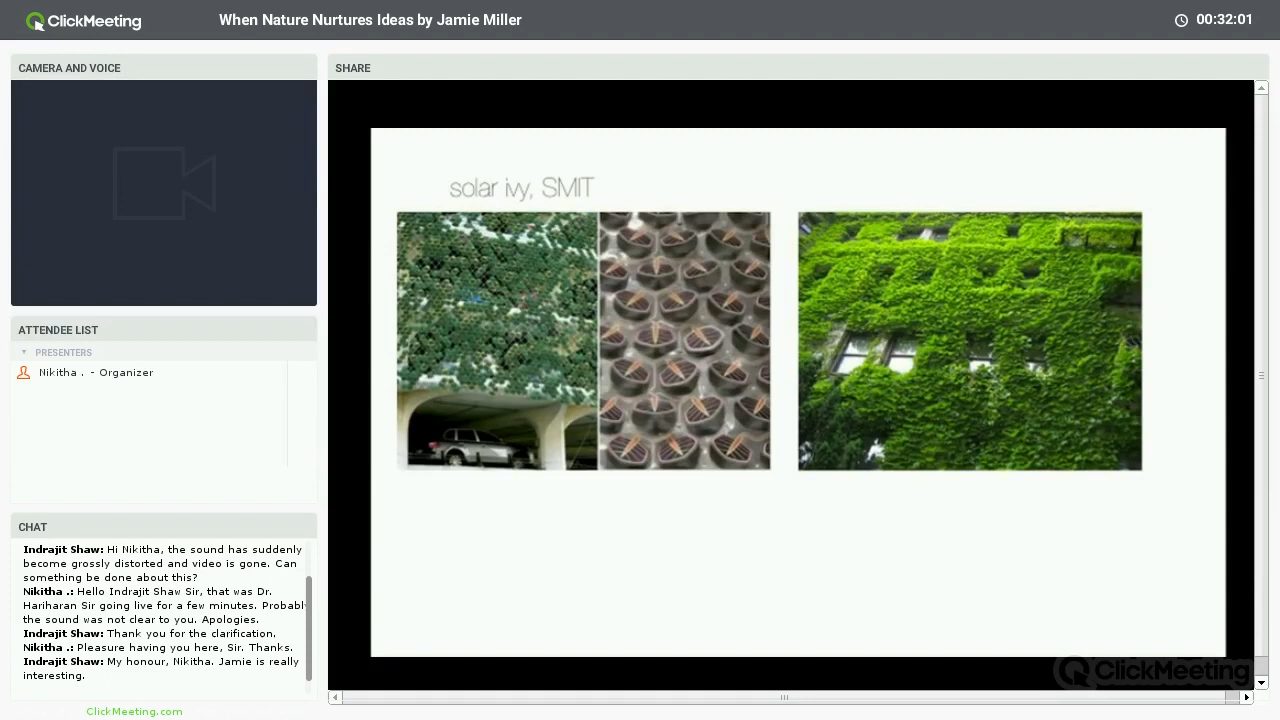 ClickMeeting
When Nature Nurtures Ideas by Jamie Miller
00:32:01
CAMERA AND VOICE
SHARE
solar ivy, SMIT
ATTENDEE LIST
PRESENTERS
Nikitha . - Organizer
CHAT
Indrajit Shaw: Hi Nikitha, the sound has suddenly
become grossly distorted and video is gone. Can
something be done about this?
Nikitha .: Hello Indrajit Shaw Sir, that was Dr.
Hariharan Sir going live for a few minutes. Probably
the sound was not clear to you. Apologies.
Indrajit Shaw: Thank you for the clarification.
Nikitha .: Pleasure having you here, Sir. Thanks.
Indrajit Shaw: My honour, Nikitha. Jamie is really
interesting.
ClickMeeting.com
ClickMeeting